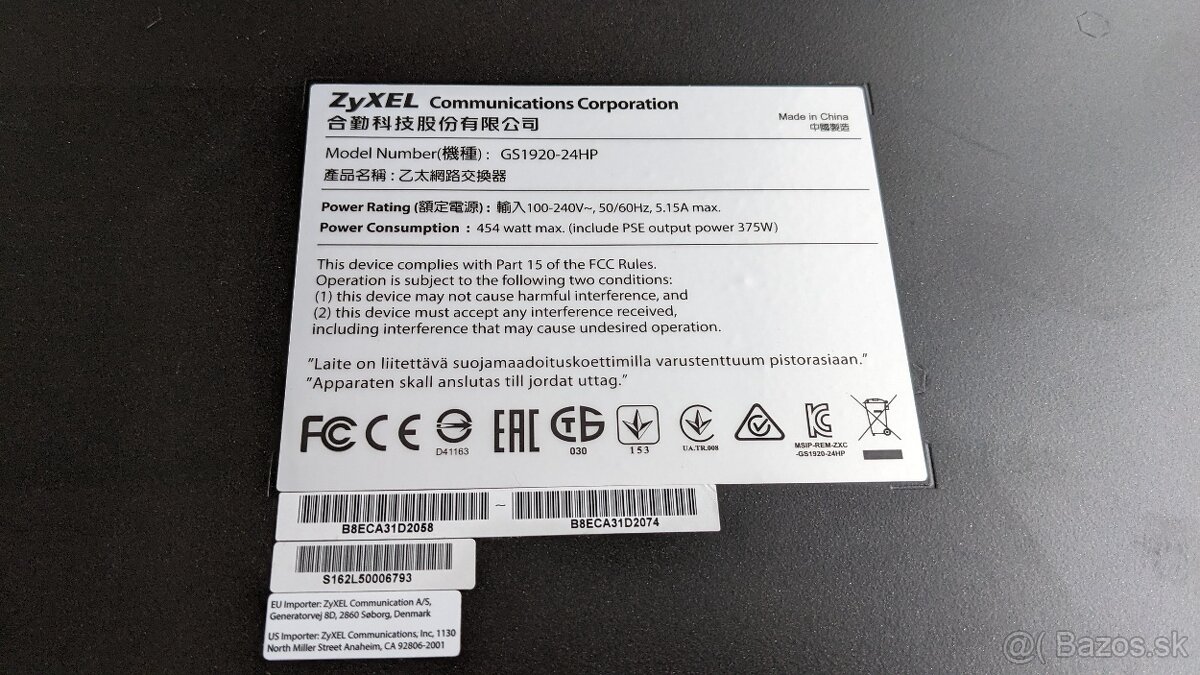 ZyXEL Communications Corporation
合勤科技股份有限公司
Made in China
中國製造
Model Number(機種) : GS1920-24HP
產品名稱 : 乙太網路交換器
Power Rating (額定電源) : 輸入100-240V~, 50/60Hz, 5.15A max.
Power Consumption : 454 watt max. (include PSE output power 375W)
This device complies with Part 15 of the FCC Rules.
Operation is subject to the following two conditions:
(1) this device may not cause harmful interference, and
(2) this device must accept any interference received,
including interference that may cause undesired operation.
"Laite on liitettävä suojamaadoituskoettimilla varustenttuum pistorasiaan."
"Apparaten skall anslutas till jordat uttag."
FCC CE EAC
D41163
030
153
UA.TR.008
MSIP-REM-ZXC
-GS1920-24HP
~
B8ECA31D2058
B8ECA31D2074
S162L50006793
EU Importer: ZyXEL Communication A/S,
Generatorvej 8D, 2860 Søborg, Denmark
US Importer: ZyXEL Communications, Inc, 1130
North Miller Street Anaheim, CA 92806-2001
@( Bazos.sk